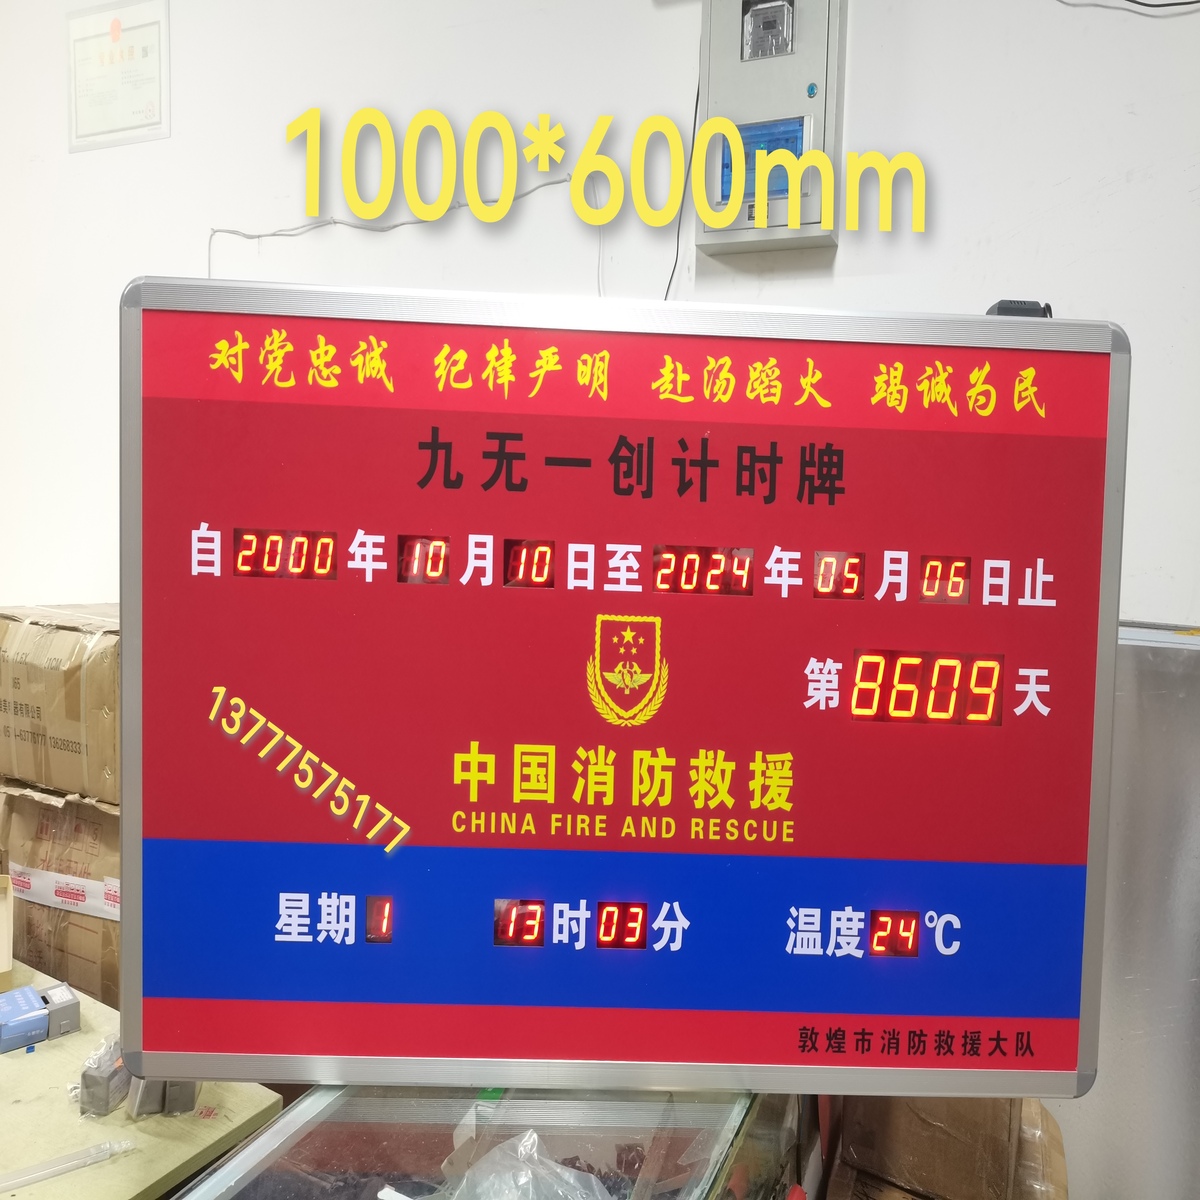 1000*600mm
对党忠诚 纪律严明 赴汤蹈火 竭诚为民
九无一创计时牌
自2000年10月10日至2024年05月06日止
第8609天
13777575177
中国消防救援
CHINA FIRE AND RESCUE
星期1 13时03分 温度24℃
敦煌市消防救援大队